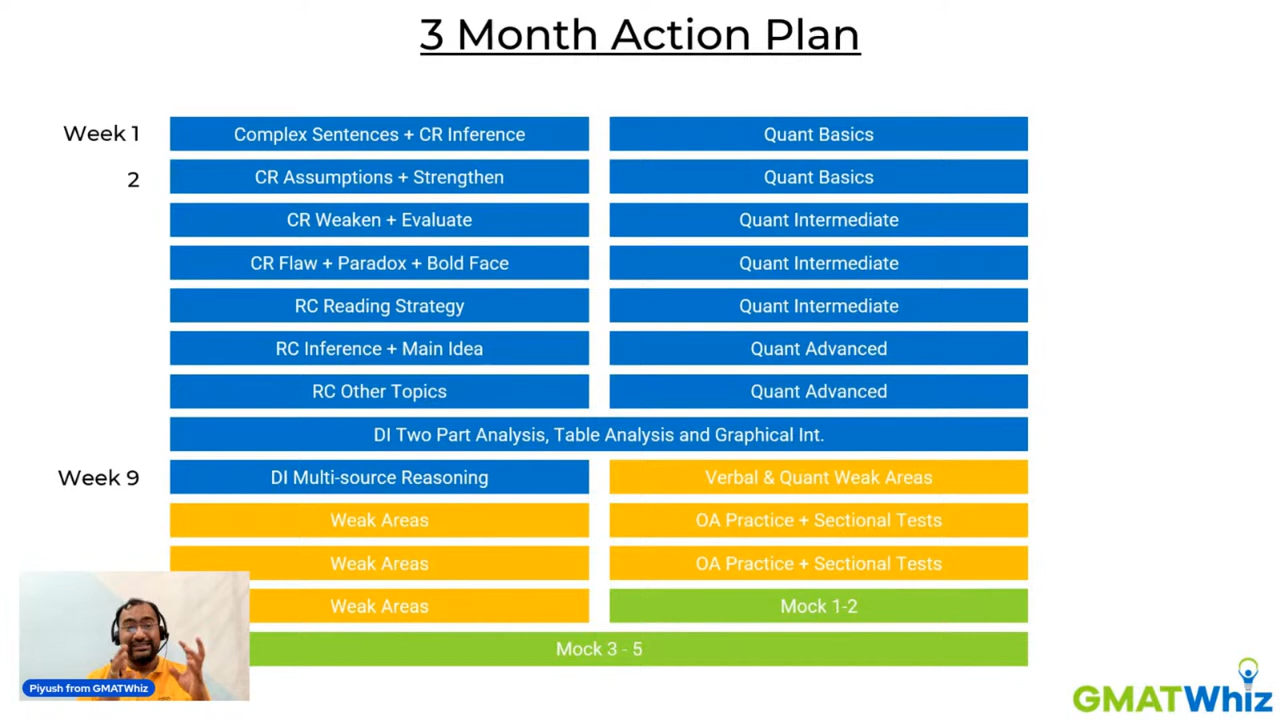 3 Month Action Plan
Week 1
Complex Sentences + CR Inference
Quant Basics
2
CR Assumptions + Strengthen
Quant Basics
CR Weaken + Evaluate
Quant Intermediate
CR Flaw + Paradox + Bold Face
Quant Intermediate
RC Reading Strategy
Quant Intermediate
RC Inference + Main Idea
Quant Advanced
RC Other Topics
Quant Advanced
DI Two Part Analysis, Table Analysis and Graphical Int.
Week 9
DI Multi-source Reasoning
Verbal & Quant Weak Areas
Weak Areas
OA Practice + Sectional Tests
Weak Areas
OA Practice + Sectional Tests
Weak Areas
Mock 1-2
Mock 3 - 5
Piyush from GMATWhiz
GMATWhiz